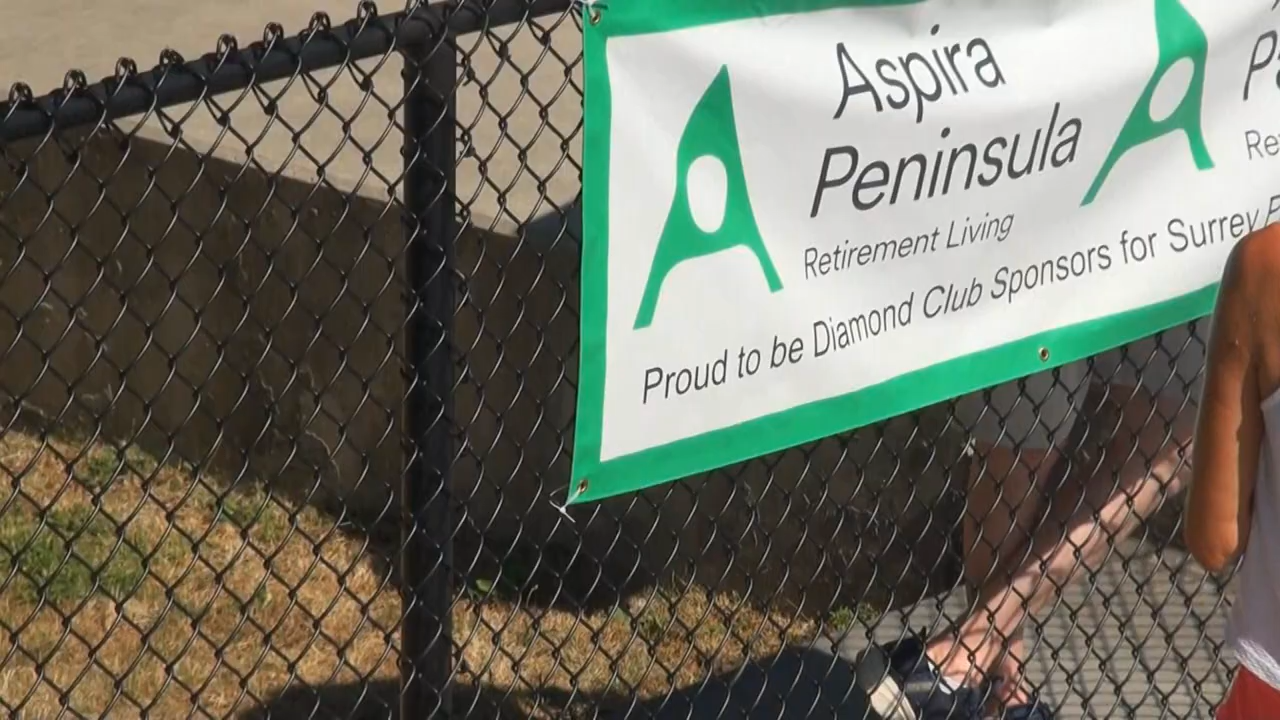 Aspira
Peninsula
Retirement Living
Proud to be Diamond Club Sponsors for Surrey